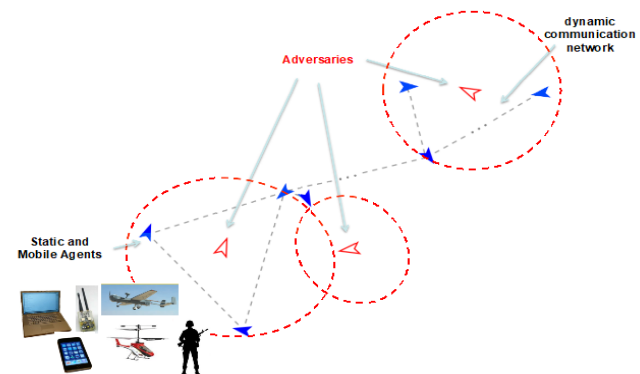 dynamic
communication
network
Adversaries
Static and
Mobile Agents